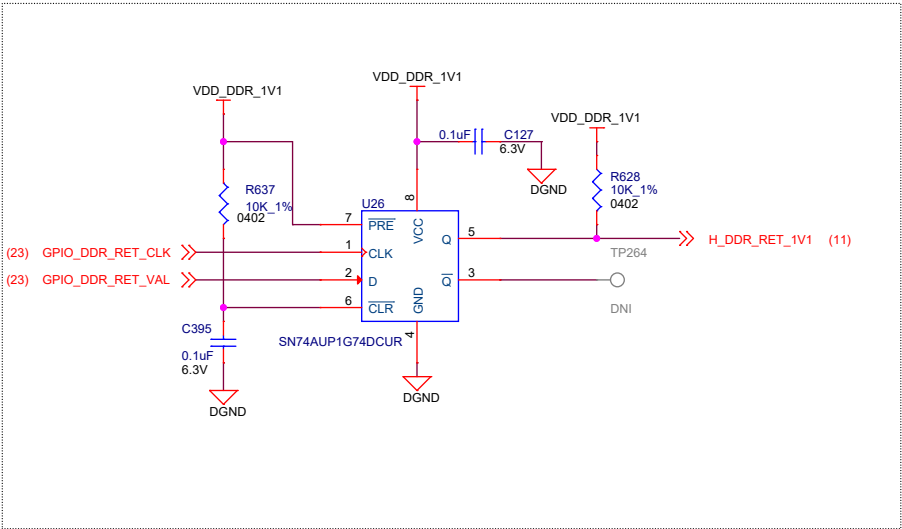 VDD_DDR_1V1
VDD_DDR_1V1
VDD_DDR_1V1
0.1uF
C127
6.3V
DGND
R637
10K_1%
0402
R628
10K_1%
0402
U26
8
VCC
7
PRE
1
CLK
2
D
6
CLR
GND
4
Q
5
Q
3
(23) GPIO_DDR_RET_CLK
(23) GPIO_DDR_RET_VAL
H_DDR_RET_1V1 (11)
TP264
DNI
C395
0.1uF
6.3V
DGND
SN74AUP1G74DCUR
DGND